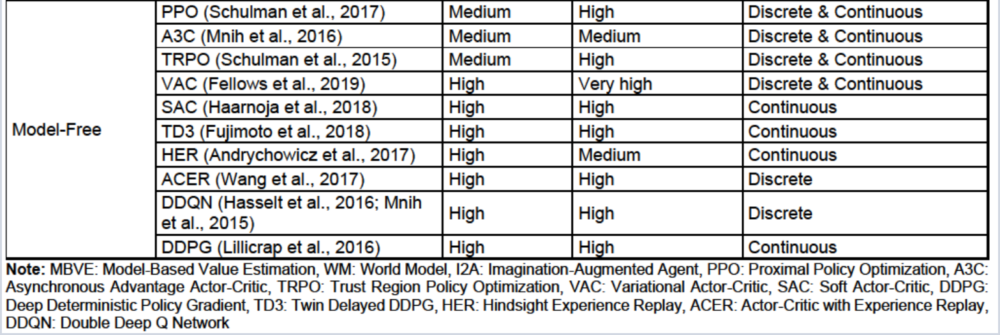 PPO (Schulman et al., 2017) Medium High Discrete & Continuous
A3C (Mnih et al., 2016) Medium Medium Discrete & Continuous
TRPO (Schulman et al., 2015) Medium High Discrete & Continuous
VAC (Fellows et al., 2019) High Very high Discrete & Continuous
SAC (Haarnoja et al., 2018) High High Continuous
Model-Free TD3 (Fujimoto et al., 2018) High High Continuous
HER (Andrychowicz et al., 2017) High Medium Continuous
ACER (Wang et al., 2017) High High Discrete
DDQN (Hasselt et al., 2016; Mnih
et al., 2015) High High Discrete
DDPG (Lillicrap et al., 2016) High High Continuous
Note: MBVE: Model-Based Value Estimation, WM: World Model, I2A: Imagination-Augmented Agent, PPO: Proximal Policy Optimization, A3C:
Asynchronous Advantage Actor-Critic, TRPO: Trust Region Policy Optimization, VAC: Variational Actor-Critic, SAC: Soft Actor-Critic, DDPG:
Deep Deterministic Policy Gradient, TD3: Twin Delayed DDPG, HER: Hindsight Experience Replay, ACER: Actor-Critic with Experience Replay,
DDQN: Double Deep Q Network